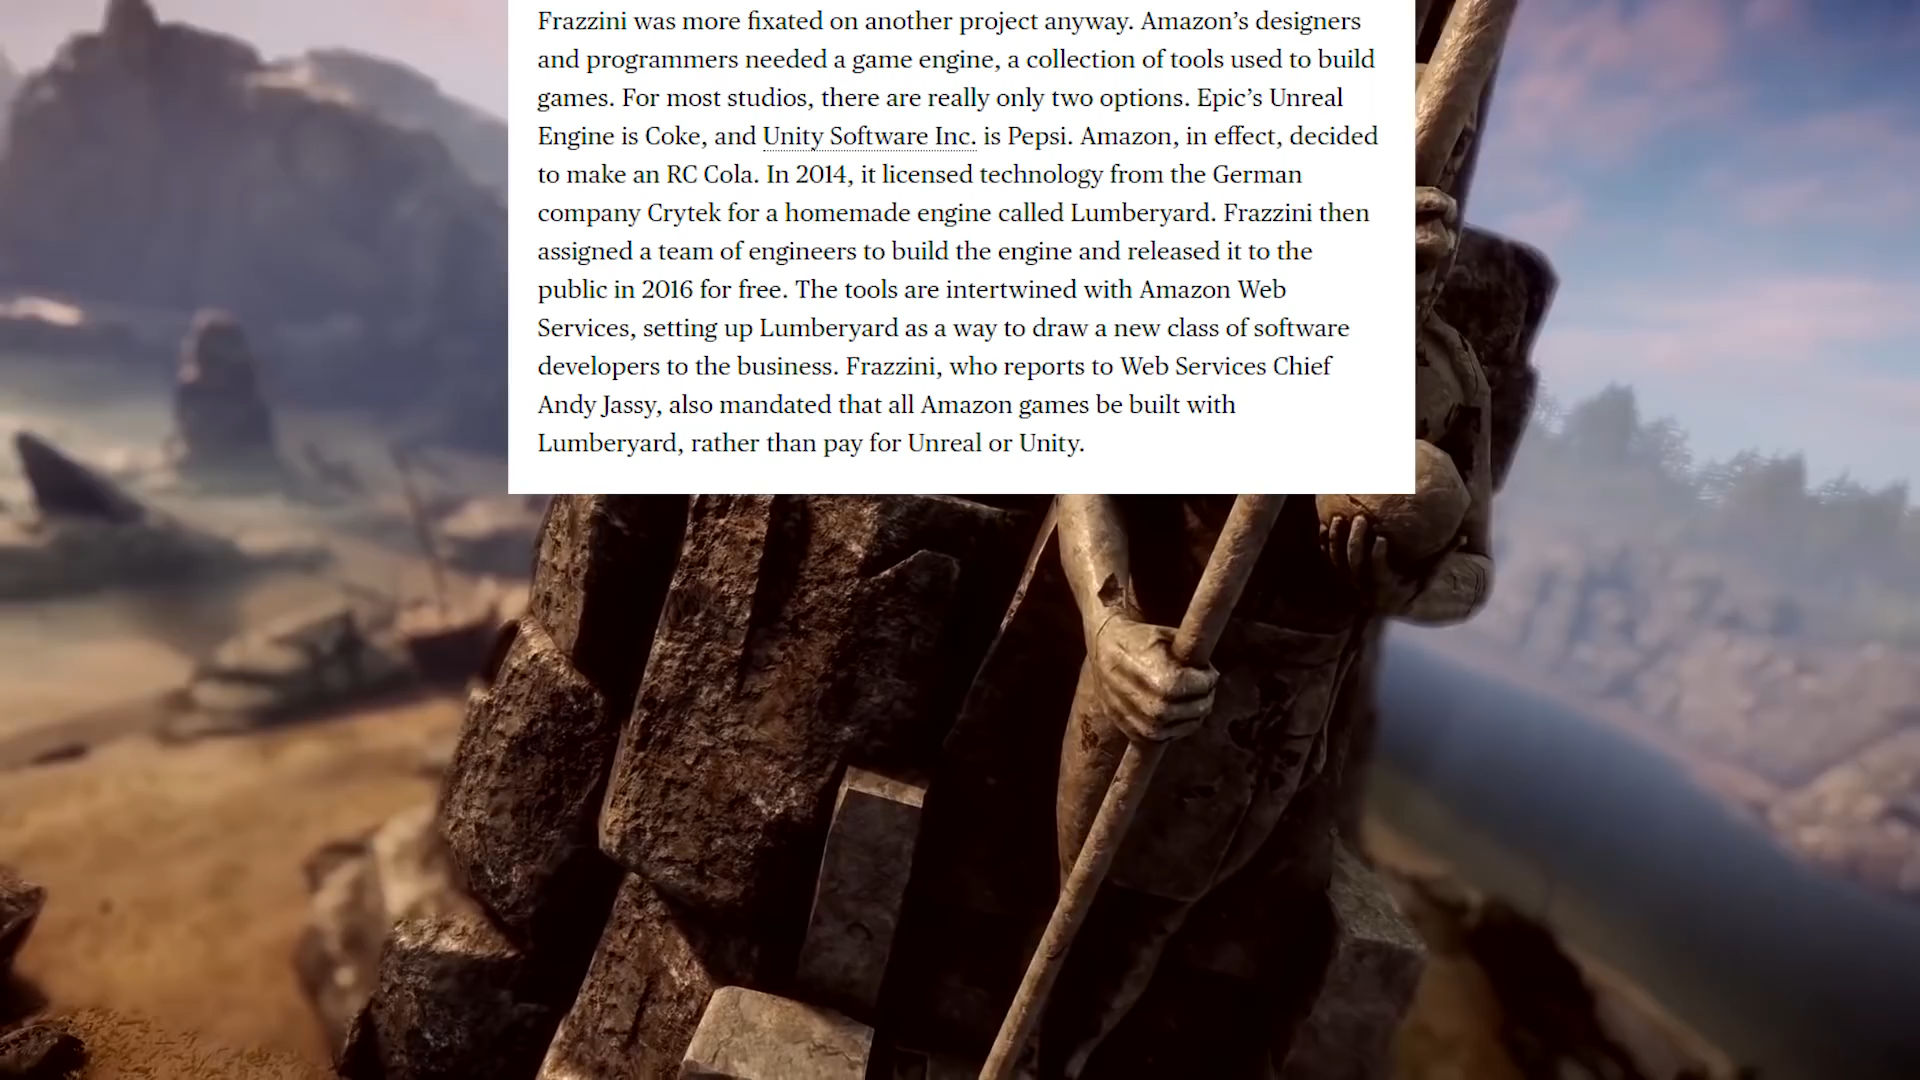 Frazzini was more fixated on another project anyway. Amazon’s designers
and programmers needed a game engine, a collection of tools used to build
games. For most studios, there are really only two options. Epic’s Unreal
Engine is Coke, and Unity Software Inc. is Pepsi. Amazon, in effect, decided
to make an RC Cola. In 2014, it licensed technology from the German
company Crytek for a homemade engine called Lumberyard. Frazzini then
assigned a team of engineers to build the engine and released it to the
public in 2016 for free. The tools are intertwined with Amazon Web
Services, setting up Lumberyard as a way to draw a new class of software
developers to the business. Frazzini, who reports to Web Services Chief
Andy Jassy, also mandated that all Amazon games be built with
Lumberyard, rather than pay for Unreal or Unity.